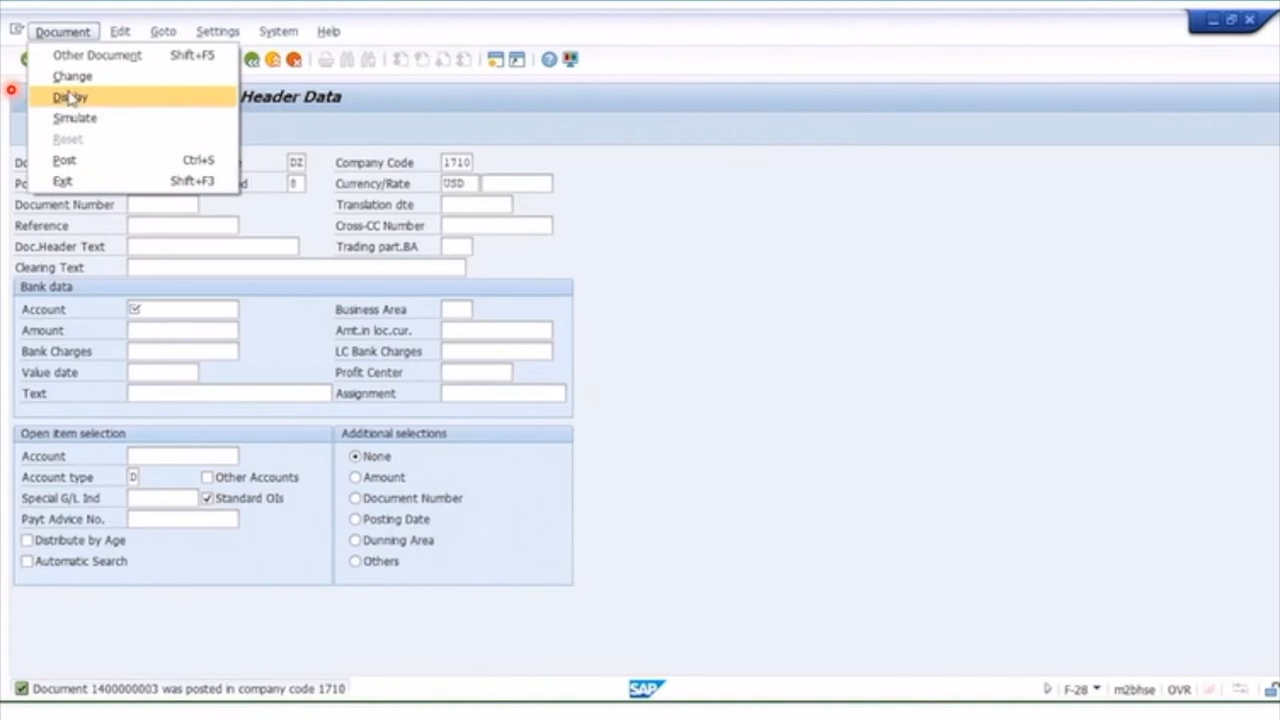 Document Edit Goto Settings System Help
Other Document Shift+F5
Change
Display
Header Data
Simulate
Reset
Post Ctrl+S
Exit Shift+F3
DZ Company Code 1710
8 Currency/Rate USD
Document Number Translation dte
Reference Cross-CC Number
Doc.Header Text Trading part.BA
Clearing Text
Bank data
Account Business Area
Amount Amt.in loc.cur.
Bank Charges LC Bank Charges
Value date Profit Center
Text Assignment
Open item selection Additional selections
Account None
Account type D Other Accounts Amount
Special G/L Ind Standard OIs Document Number
Payt Advice No. Posting Date
Distribute by Age Dunning Area
Automatic Search Others
Document 1400000003 was posted in company code 1710 SAP F-28 m2bhse OVR